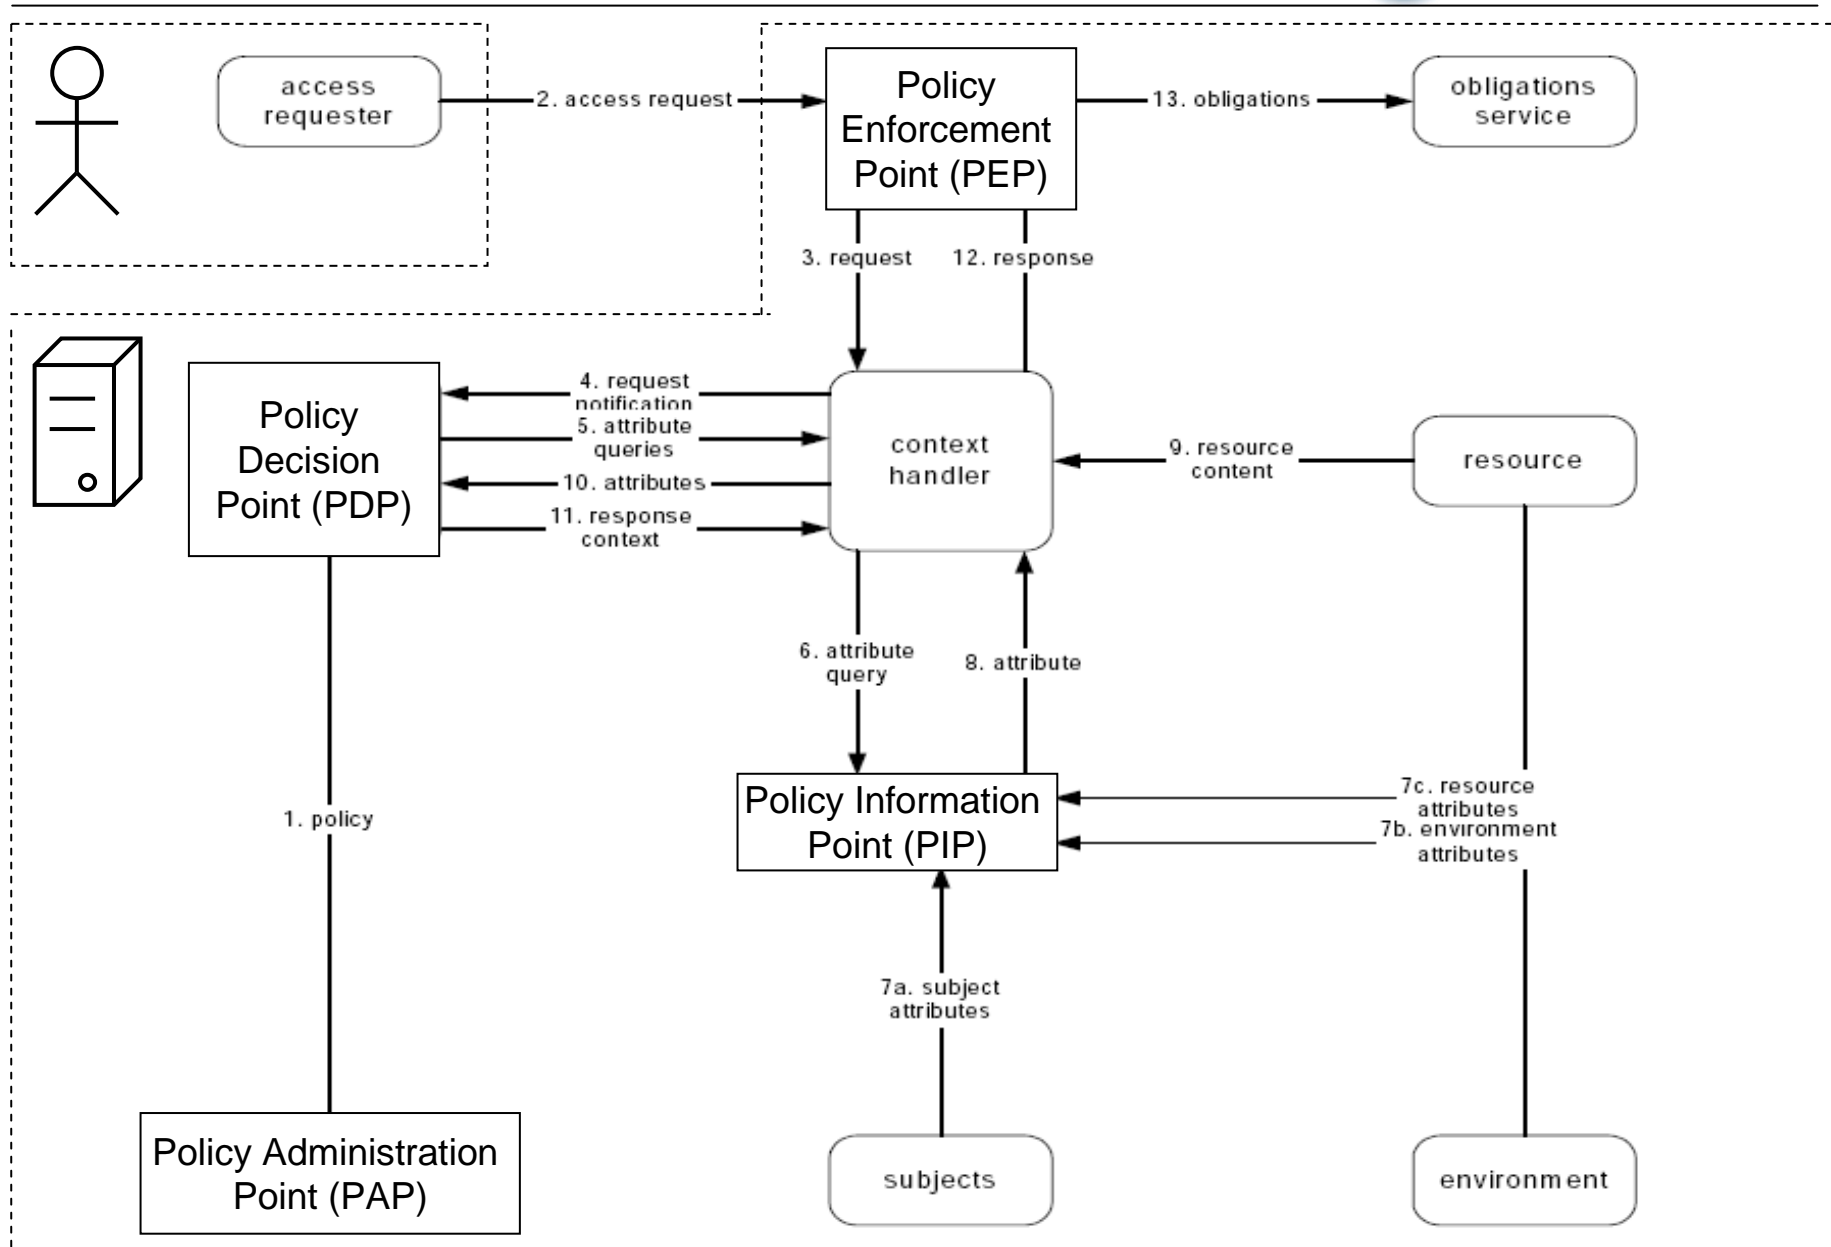 access
requester
2. access request
Policy
Enforcement
Point (PEP)
13. obligations
obligations
service
3. request
12. response
Policy
Decision
Point (PDP)
4. request
notification
5. attribute
queries
10. attributes
11. response
context
context
handler
9. resource
content
resource
6. attribute
query
8. attribute
1. policy
Policy Information
Point (PIP)
7c. resource
attributes
7b. environment
attributes
7a. subject
attributes
Policy Administration
Point (PAP)
subjects
environment